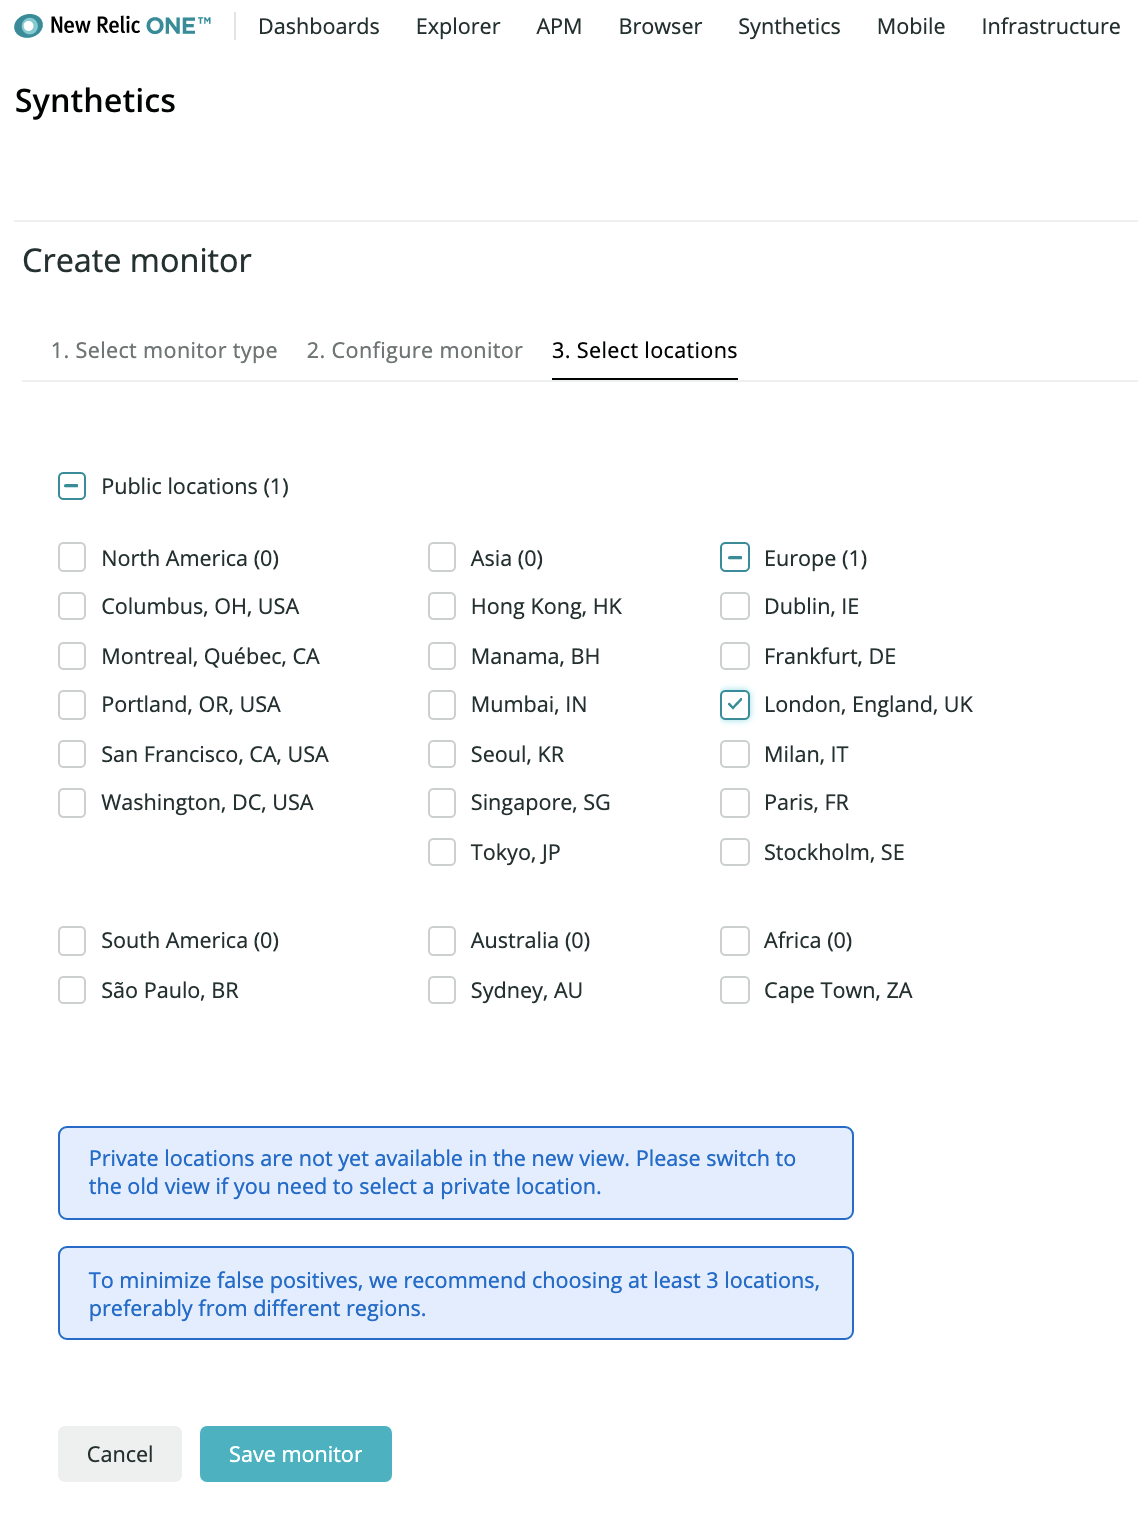 New Relic ONE™ Dashboards Explorer APM Browser Synthetics Mobile Infrastructure
Synthetics
Create monitor
1. Select monitor type 2. Configure monitor 3. Select locations
Public locations (1)
North America (0) Asia (0) Europe (1)
Columbus, OH, USA Hong Kong, HK Dublin, IE
Montreal, Québec, CA Manama, BH Frankfurt, DE
Portland, OR, USA Mumbai, IN London, England, UK
San Francisco, CA, USA Seoul, KR Milan, IT
Washington, DC, USA Singapore, SG Paris, FR
Tokyo, JP Stockholm, SE
South America (0) Australia (0) Africa (0)
São Paulo, BR Sydney, AU Cape Town, ZA
Private locations are not yet available in the new view. Please switch to
the old view if you need to select a private location.
To minimize false positives, we recommend choosing at least 3 locations,
preferably from different regions.
Cancel Save monitor